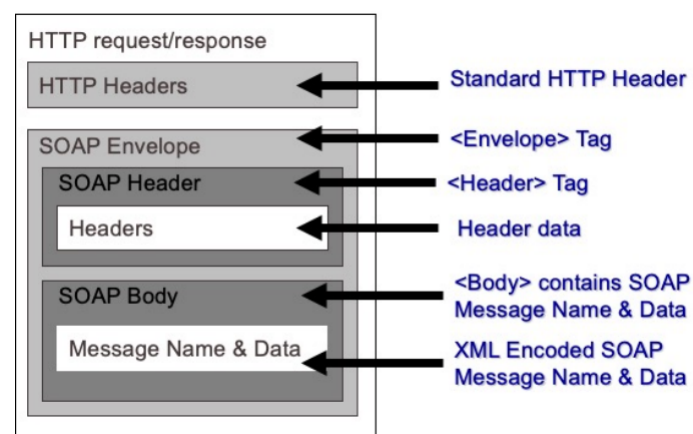 HTTP request/response
HTTP Headers
Standard HTTP Header
SOAP Envelope
<Envelope> Tag
SOAP Header
<Header> Tag
Headers
Header data
SOAP Body
<Body> contains SOAP
Message Name & Data
Message Name & Data
XML Encoded SOAP
Message Name & Data